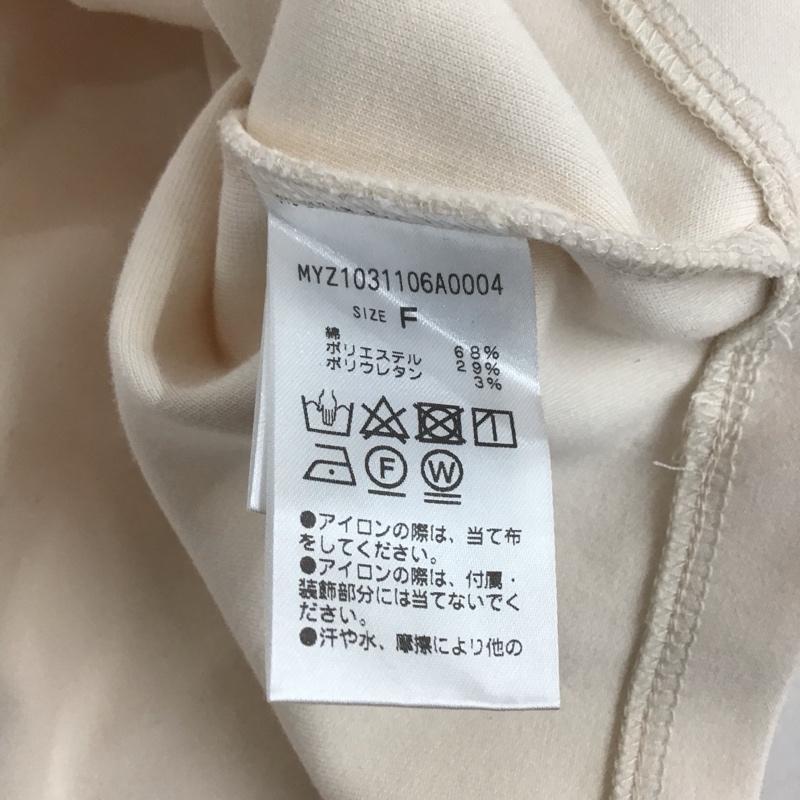 MYZ1031106A0004
SIZE F
綿 68%
ポリエステル 29%
ポリウレタン 3%
F W
●アイロンの際は、当て布
をしてください。
●アイロンの際は、付属・
装飾部分には当てないでく
ださい。
●汗や水、摩擦により他の